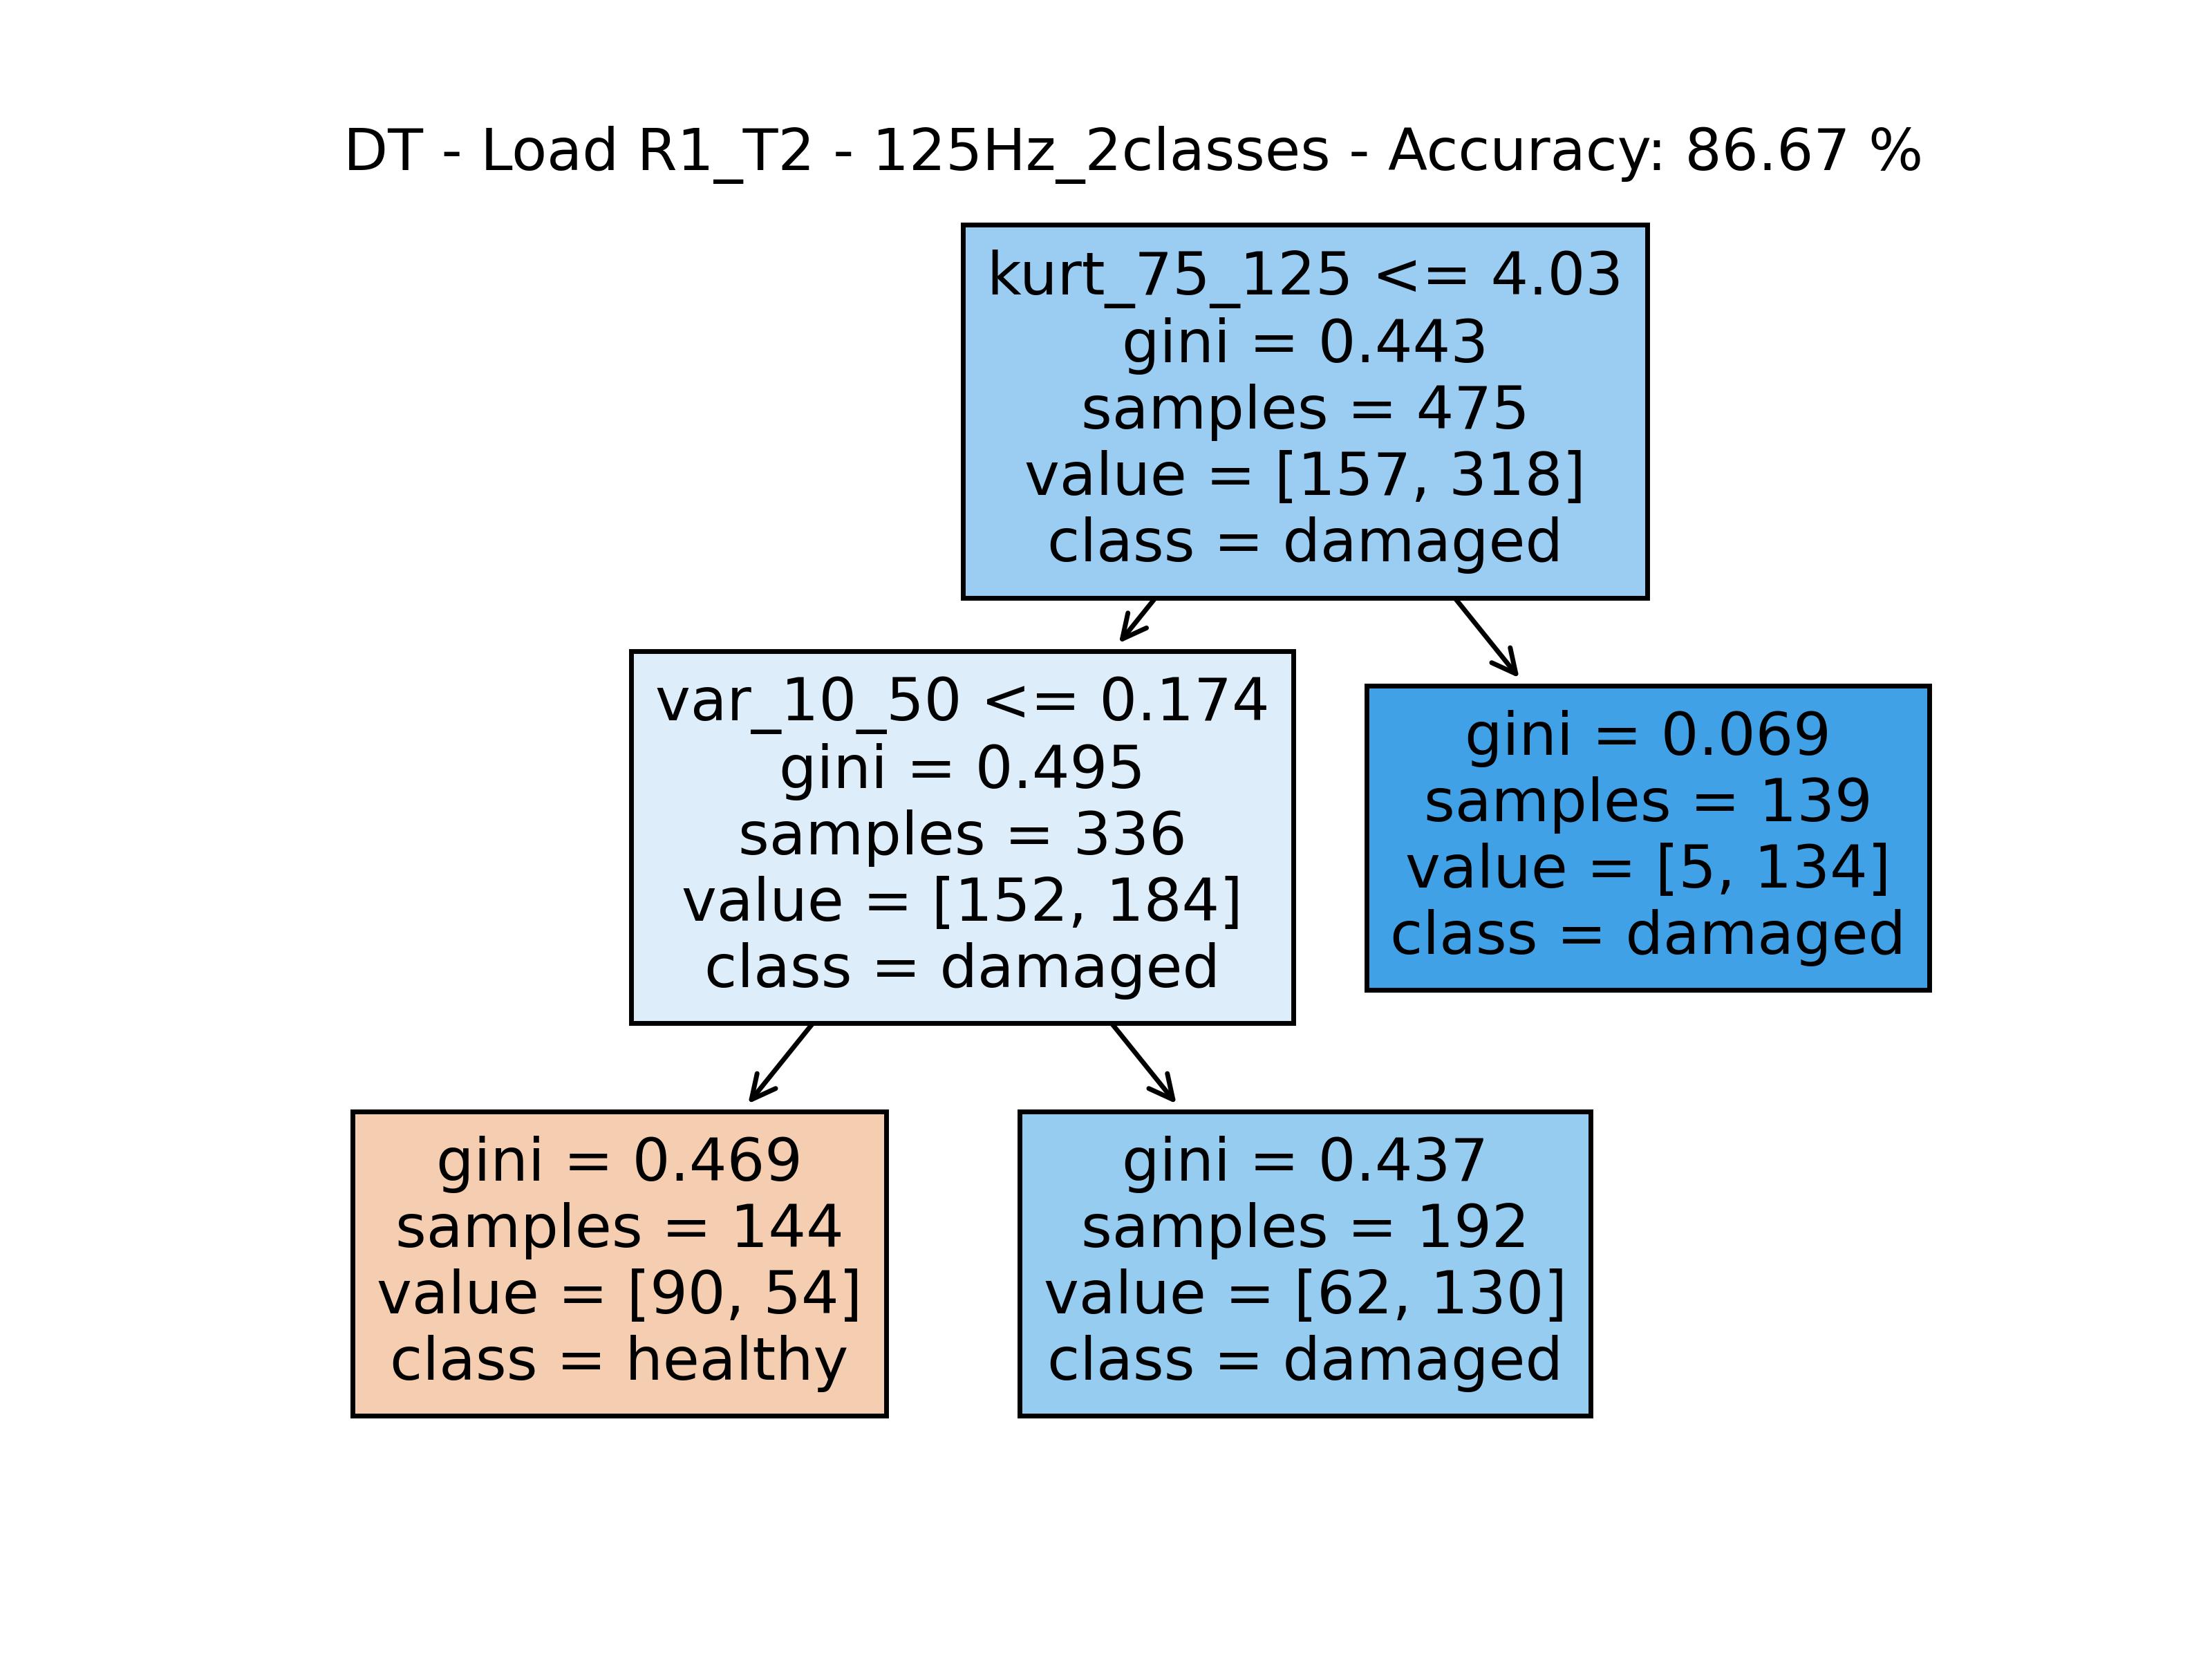 DT - Load R1_T2 - 125Hz_2classes - Accuracy: 86.67 %
kurt_75_125 <= 4.03
gini = 0.443
samples = 475
value = [157, 318]
class = damaged
var_10_50 <= 0.174
gini = 0.495
samples = 336
value = [152, 184]
class = damaged
gini = 0.069
samples = 139
value = [5, 134]
class = damaged
gini = 0.469
samples = 144
value = [90, 54]
class = healthy
gini = 0.437
samples = 192
value = [62, 130]
class = damaged